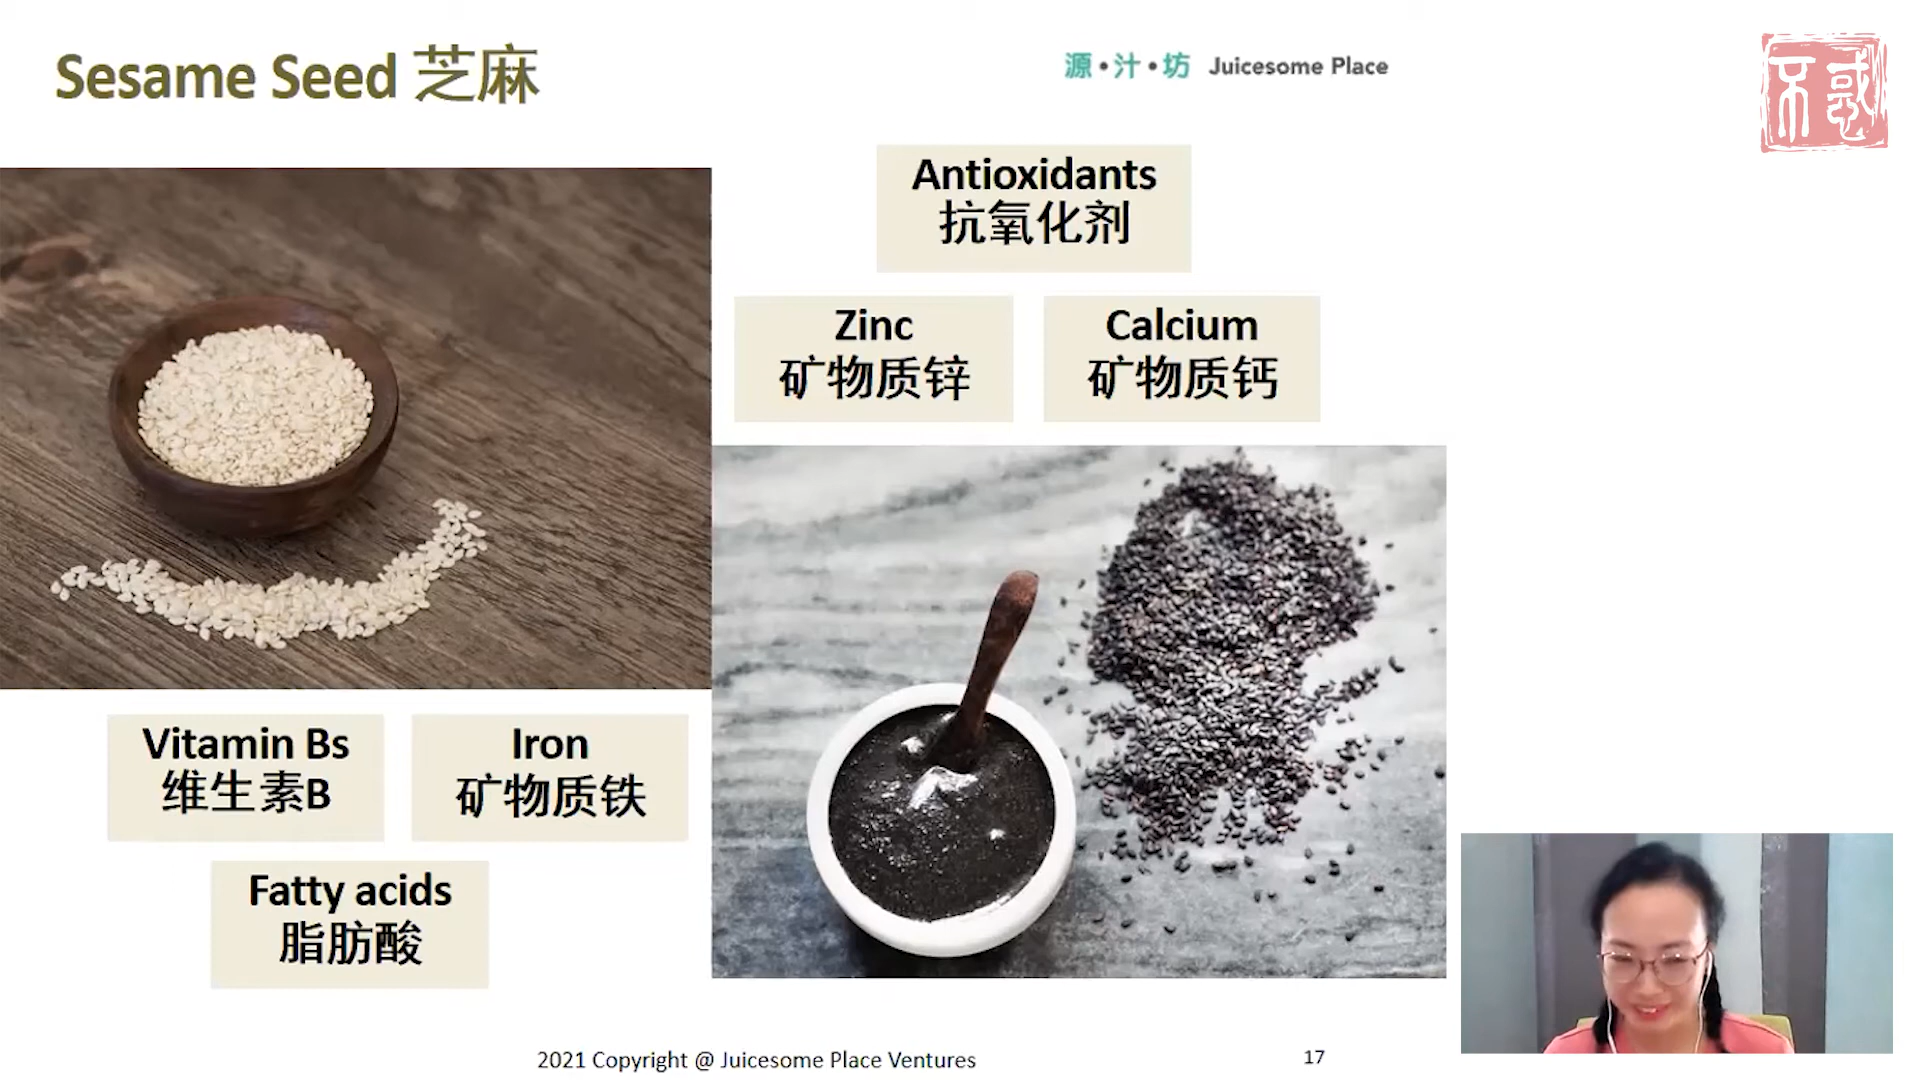 Sesame Seed 芝麻
源·汁·坊 Juicesome Place
不惑
Antioxidants
抗氧化剂
Zinc
矿物质锌
Calcium
矿物质钙
Vitamin Bs
维生素B
Iron
矿物质铁
Fatty acids
脂肪酸
2021 Copyright @ Juicesome Place Ventures
17